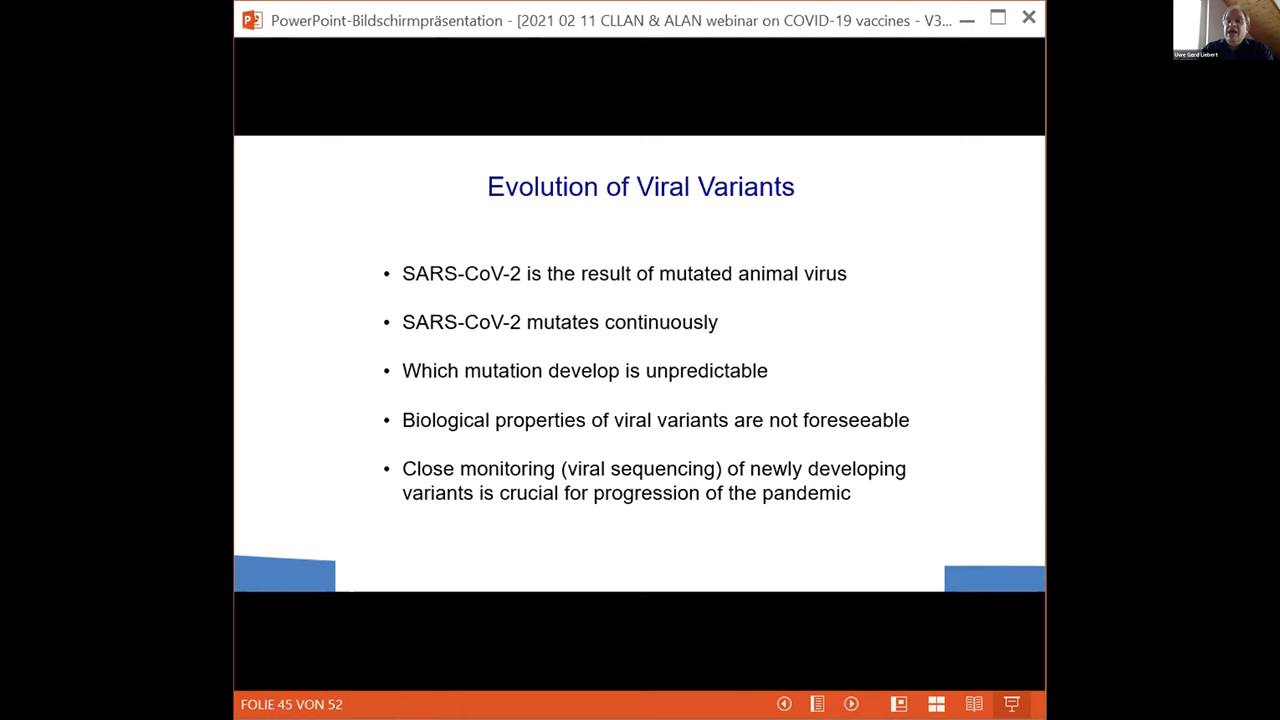 PowerPoint-Bildschirmpräsentation - [2021 02 11 CLLAN & ALAN webinar on COVID-19 vaccines - V3...
Uwe Gerd Liebert
Evolution of Viral Variants
• SARS-CoV-2 is the result of mutated animal virus
• SARS-CoV-2 mutates continuously
• Which mutation develop is unpredictable
• Biological properties of viral variants are not foreseeable
• Close monitoring (viral sequencing) of newly developing
variants is crucial for progression of the pandemic
FOLIE 45 VON 52